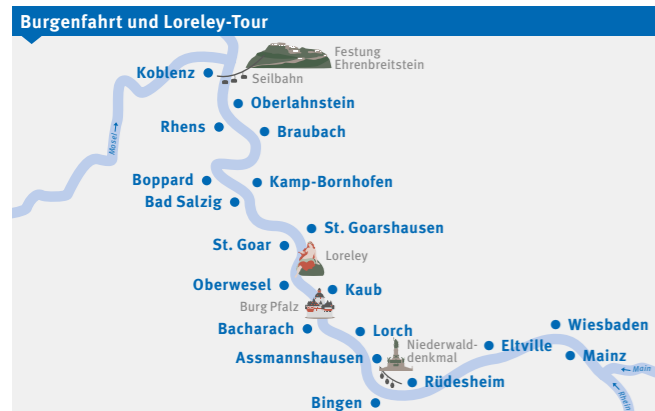 Burgenfahrt und Loreley-Tour
Festung
Ehrenbreitstein
Koblenz
Seilbahn
Oberlahnstein
Mosel
Rhens
Braubach
Boppard
Kamp-Bornhofen
Bad Salzig
St. Goarshausen
St. Goar
Loreley
Oberwesel
Kaub
Burg Pfalz
Bacharach
Lorch
Wiesbaden
Niederwald-
denkmal
Eltville
Assmannshausen
Mainz
Main
Rüdesheim
Rhein
Bingen